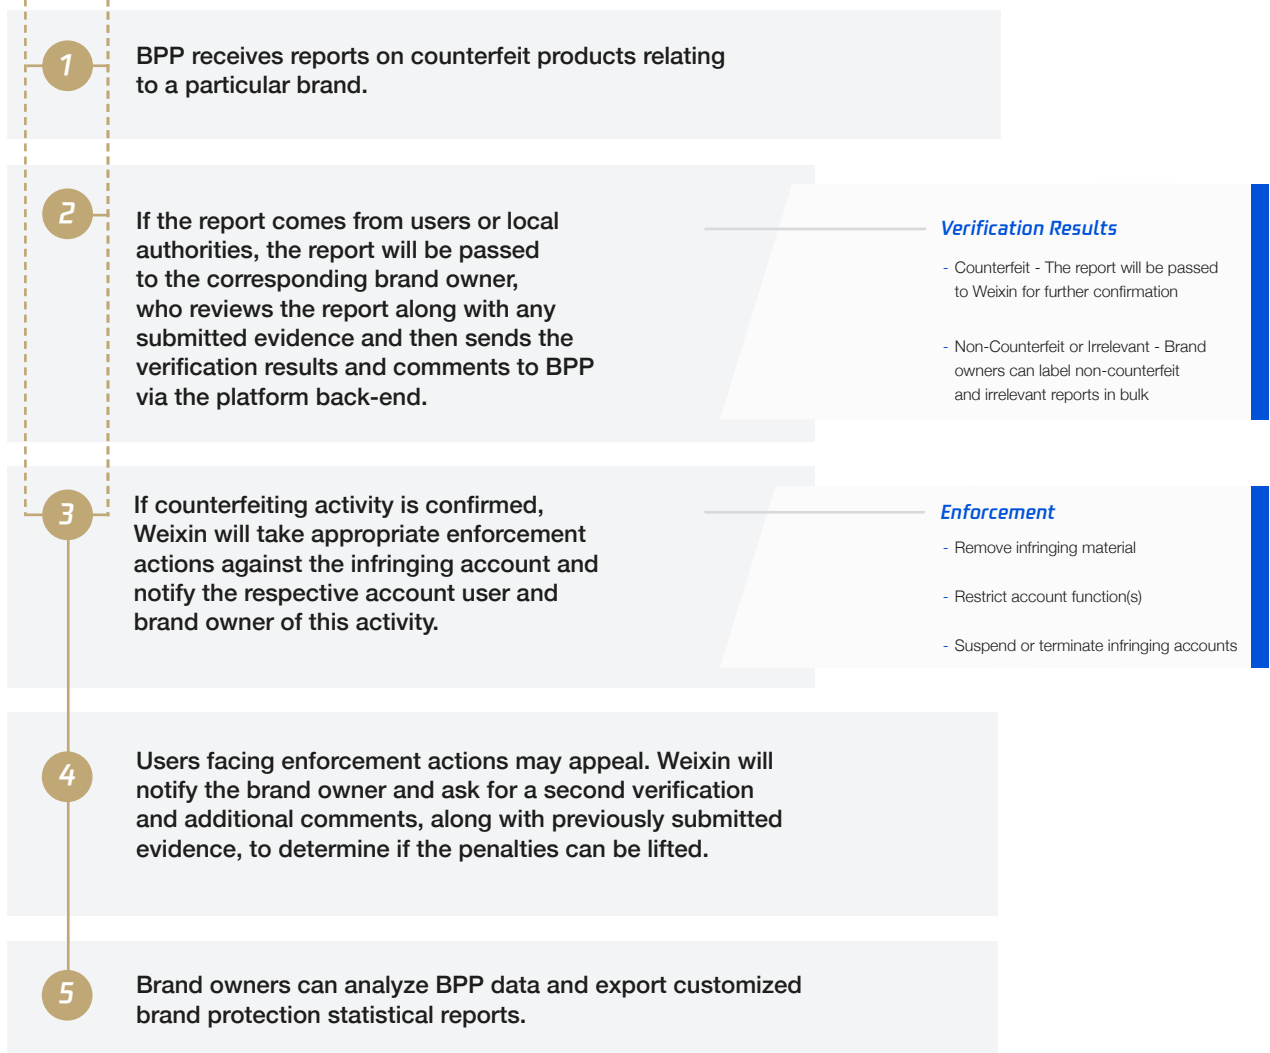 1
BPP receives reports on counterfeit products relating
to a particular brand.
2
If the report comes from users or local
authorities, the report will be passed
to the corresponding brand owner,
who reviews the report along with any
submitted evidence and then sends the
verification results and comments to BPP
via the platform back-end.
Verification Results
- Counterfeit - The report will be passed
to Weixin for further confirmation
- Non-Counterfeit or Irrelevant - Brand
owners can label non-counterfeit
and irrelevant reports in bulk
3
If counterfeiting activity is confirmed,
Weixin will take appropriate enforcement
actions against the infringing account and
notify the respective account user and
brand owner of this activity.
Enforcement
- Remove infringing material
- Restrict account function(s)
- Suspend or terminate infringing accounts
4
Users facing enforcement actions may appeal. Weixin will
notify the brand owner and ask for a second verification
and additional comments, along with previously submitted
evidence, to determine if the penalties can be lifted.
5
Brand owners can analyze BPP data and export customized
brand protection statistical reports.